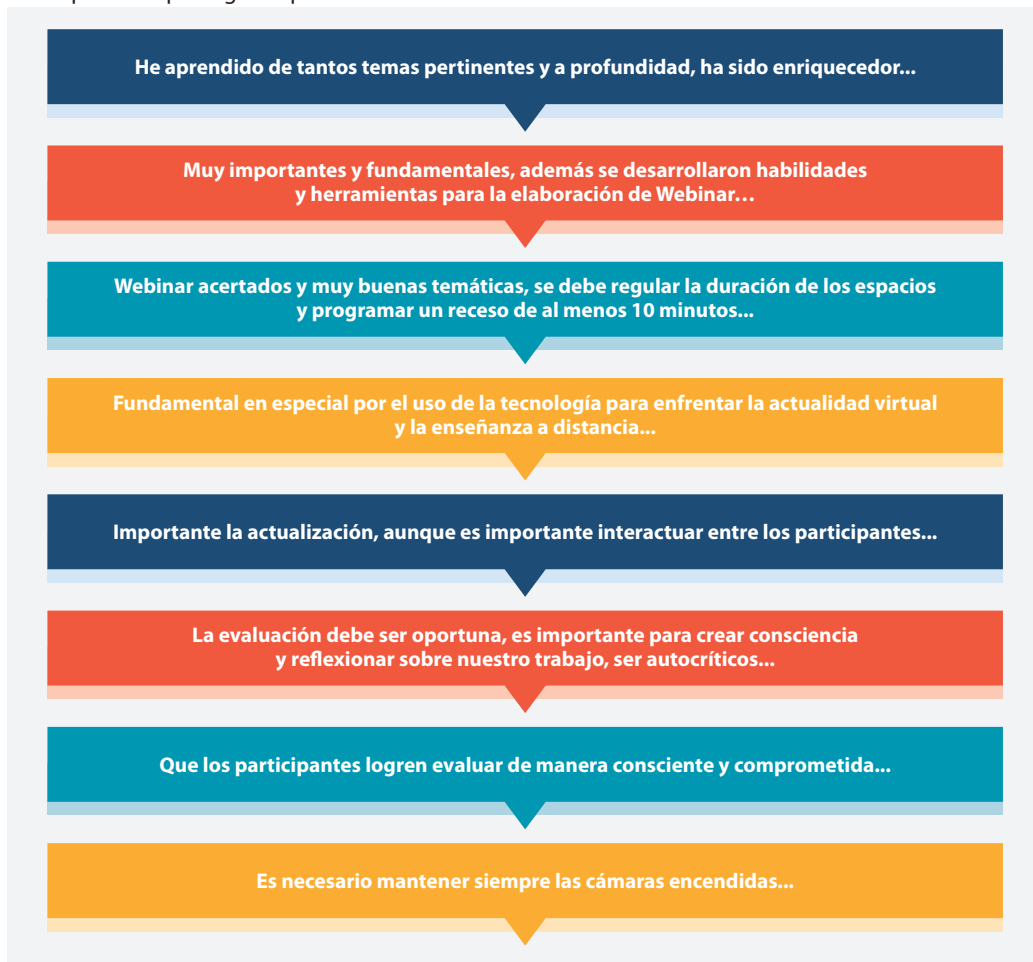 He aprendido de tantos temas pertinentes y a profundidad, ha sido enriquecedor...
Muy importantes y fundamentales, además se desarrollaron habilidades
y herramientas para la elaboración de Webinar...
Webinar acertados y muy buenas temáticas, se debe regular la duración de los espacios
y programar un receso de al menos 10 minutos...
Fundamental en especial por el uso de la tecnología para enfrentar la actualidad virtual
y la enseñanza a distancia...
Importante la actualización, aunque es importante interactuar entre los participantes...
La evaluación debe ser oportuna, es importante para crear consciencia
y reflexionar sobre nuestro trabajo, ser autocríticos...
Que los participantes logren evaluar de manera consciente y comprometida...
Es necesario mantener siempre las cámaras encendidas...